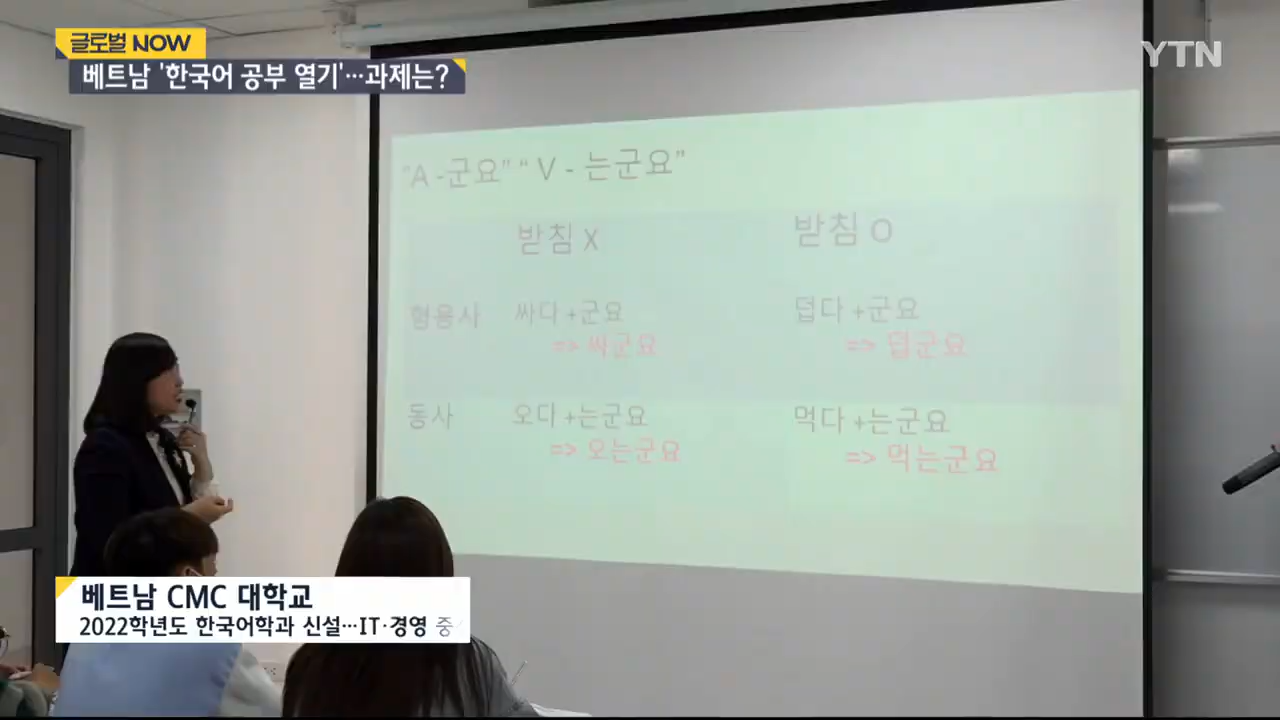 글로벌 NOW
베트남 '한국어 공부 열기'…과제는?
YTN
"A -군요" "V - 는군요"
받침 X 받침 O
형용사 싸다 +군요 덥다 +군요
=> 싸군요 => 덥군요
동사 오다 +는군요 먹다 +는군요
=> 오는군요 => 먹는군요
베트남 CMC 대학교
2022학년도 한국어학과 신설…IT·경영 중